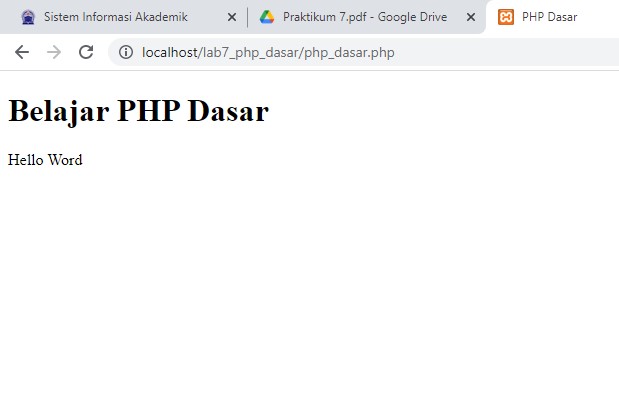 Sistem Informasi Akademik
Praktikum 7.pdf - Google Drive
PHP Dasar
localhost/lab7_php_dasar/php_dasar.php
Belajar PHP Dasar
Hello Word